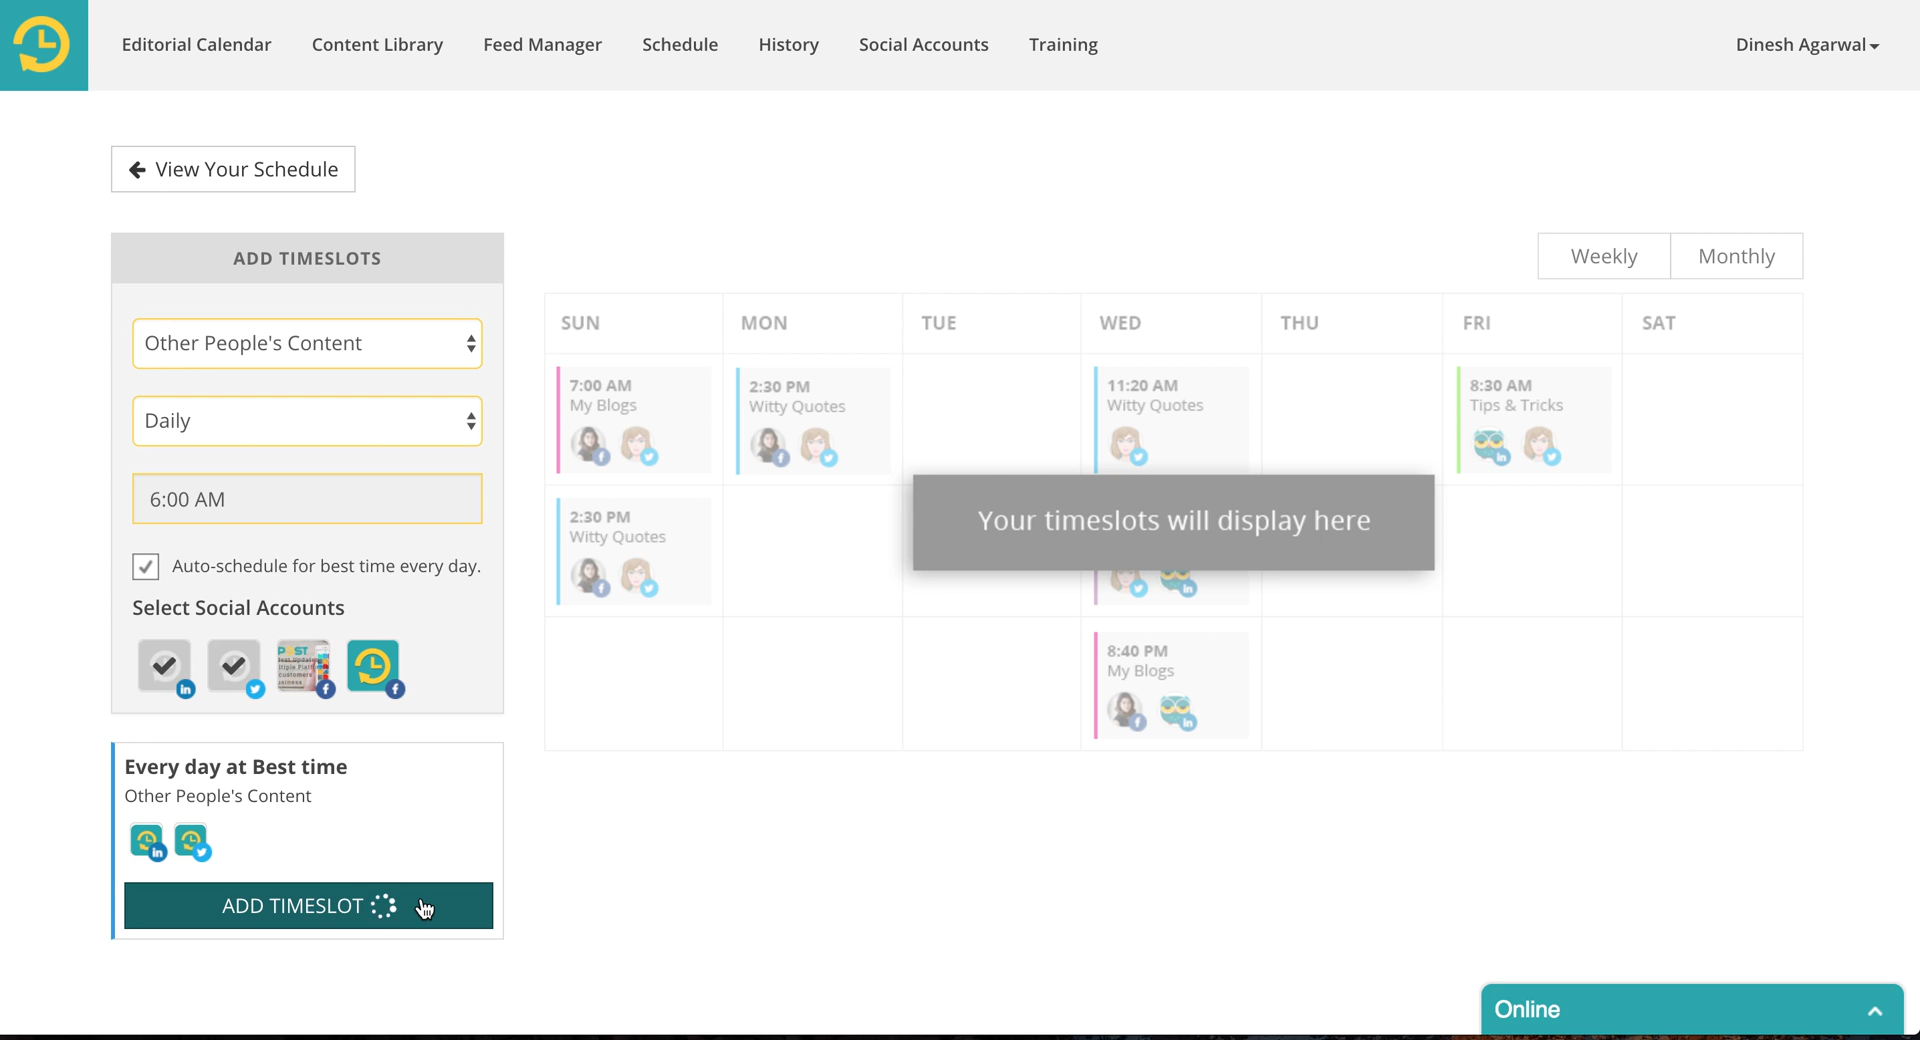 Editorial Calendar
Content Library
Feed Manager
Schedule
History
Social Accounts
Training
Dinesh Agarwal
View Your Schedule
ADD TIMESLOTS
Other People's Content
Daily
6:00 AM
Auto-schedule for best time every day.
Select Social Accounts
Every day at Best time
Other People's Content
ADD TIMESLOT
Weekly
Monthly
SUN
MON
TUE
WED
THU
FRI
SAT
7:00 AM
My Blogs
2:30 PM
Witty Quotes
11:20 AM
Witty Quotes
8:30 AM
Tips & Tricks
2:30 PM
Witty Quotes
Your timeslots will display here
8:40 PM
My Blogs
Online